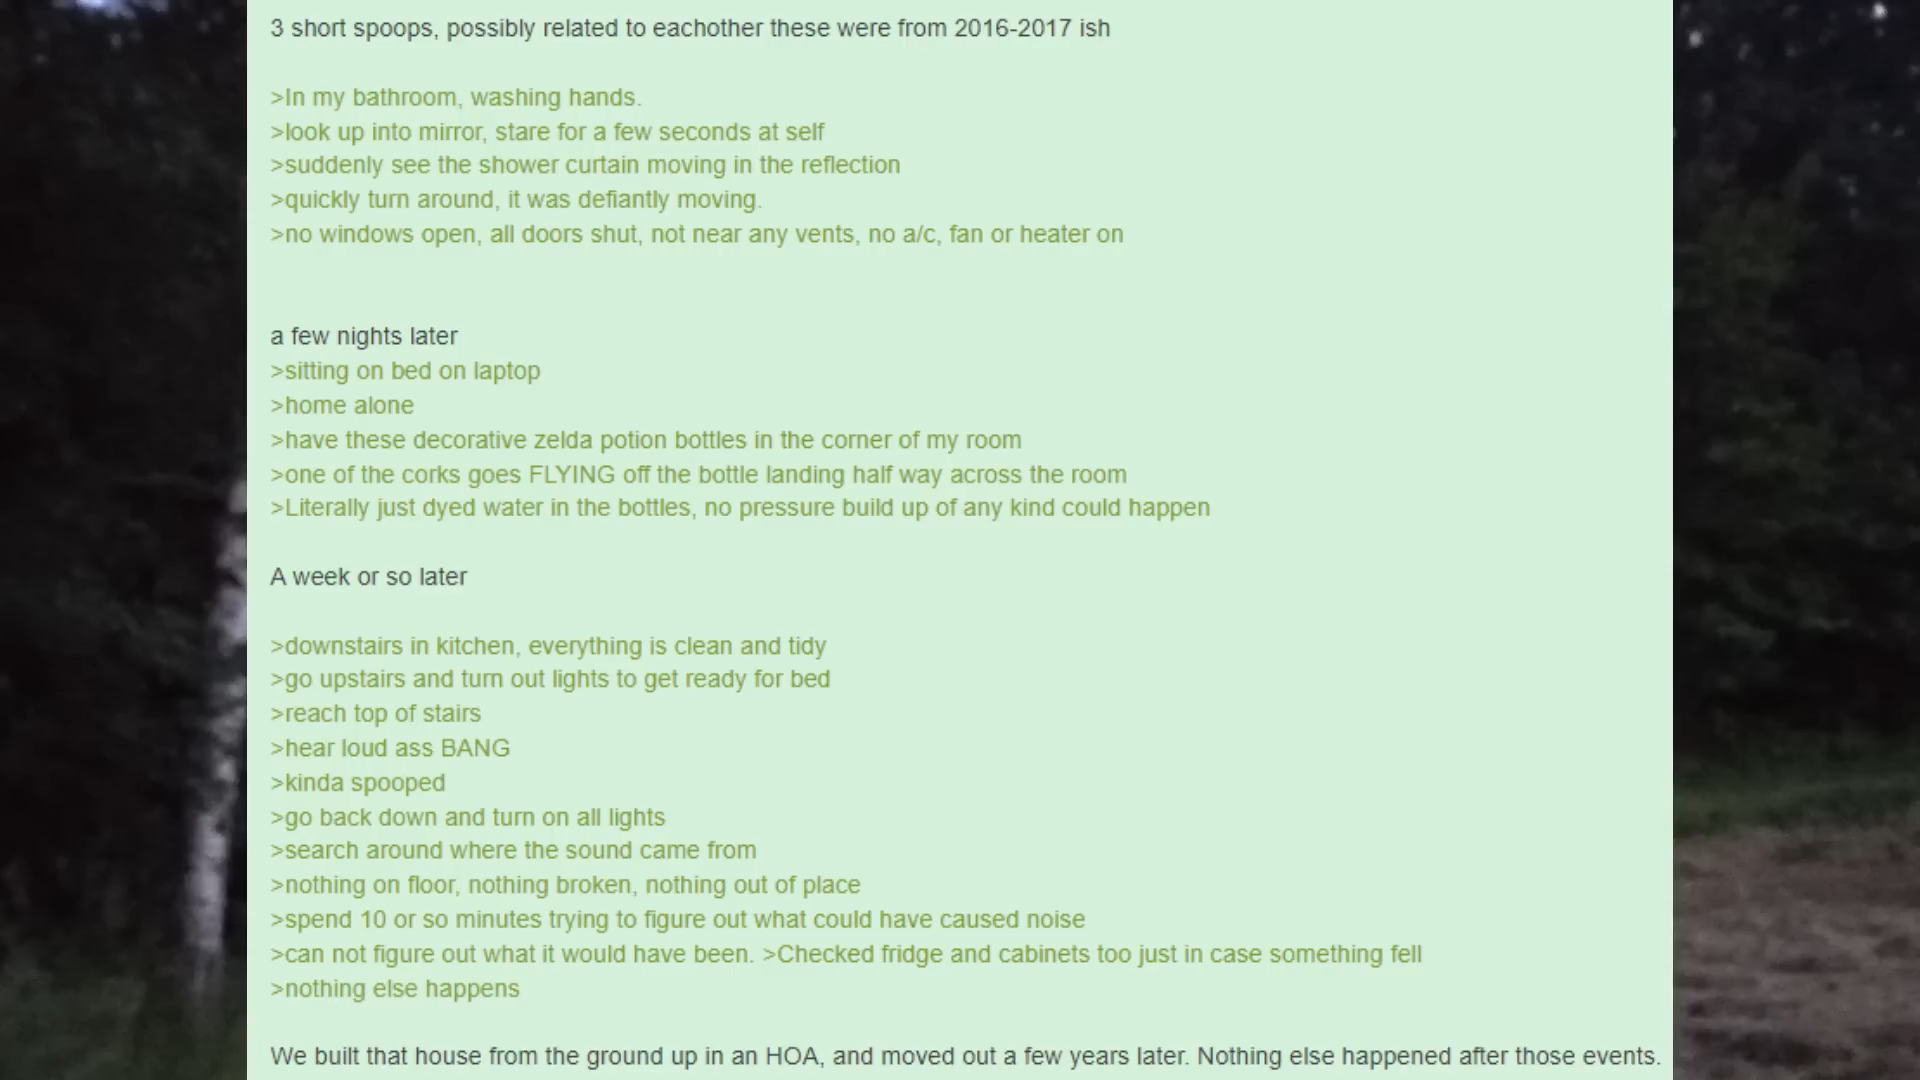 3 short spoops, possibly related to eachother these were from 2016-2017 ish
>In my bathroom, washing hands.
>look up into mirror, stare for a few seconds at self
>suddenly see the shower curtain moving in the reflection
>quickly turn around, it was defiantly moving.
>no windows open, all doors shut, not near any vents, no a/c, fan or heater on
a few nights later
>sitting on bed on laptop
>home alone
>have these decorative zelda potion bottles in the corner of my room
>one of the corks goes FLYING off the bottle landing half way across the room
>Literally just dyed water in the bottles, no pressure build up of any kind could happen
A week or so later
>downstairs in kitchen, everything is clean and tidy
>go upstairs and turn out lights to get ready for bed
>reach top of stairs
>hear loud ass BANG
>kinda spooped
>go back down and turn on all lights
>search around where the sound came from
>nothing on floor, nothing broken, nothing out of place
>spend 10 or so minutes trying to figure out what could have caused noise
>can not figure out what it would have been. >Checked fridge and cabinets too just in case something fell
>nothing else happens
We built that house from the ground up in an HOA, and moved out a few years later. Nothing else happened after those events.